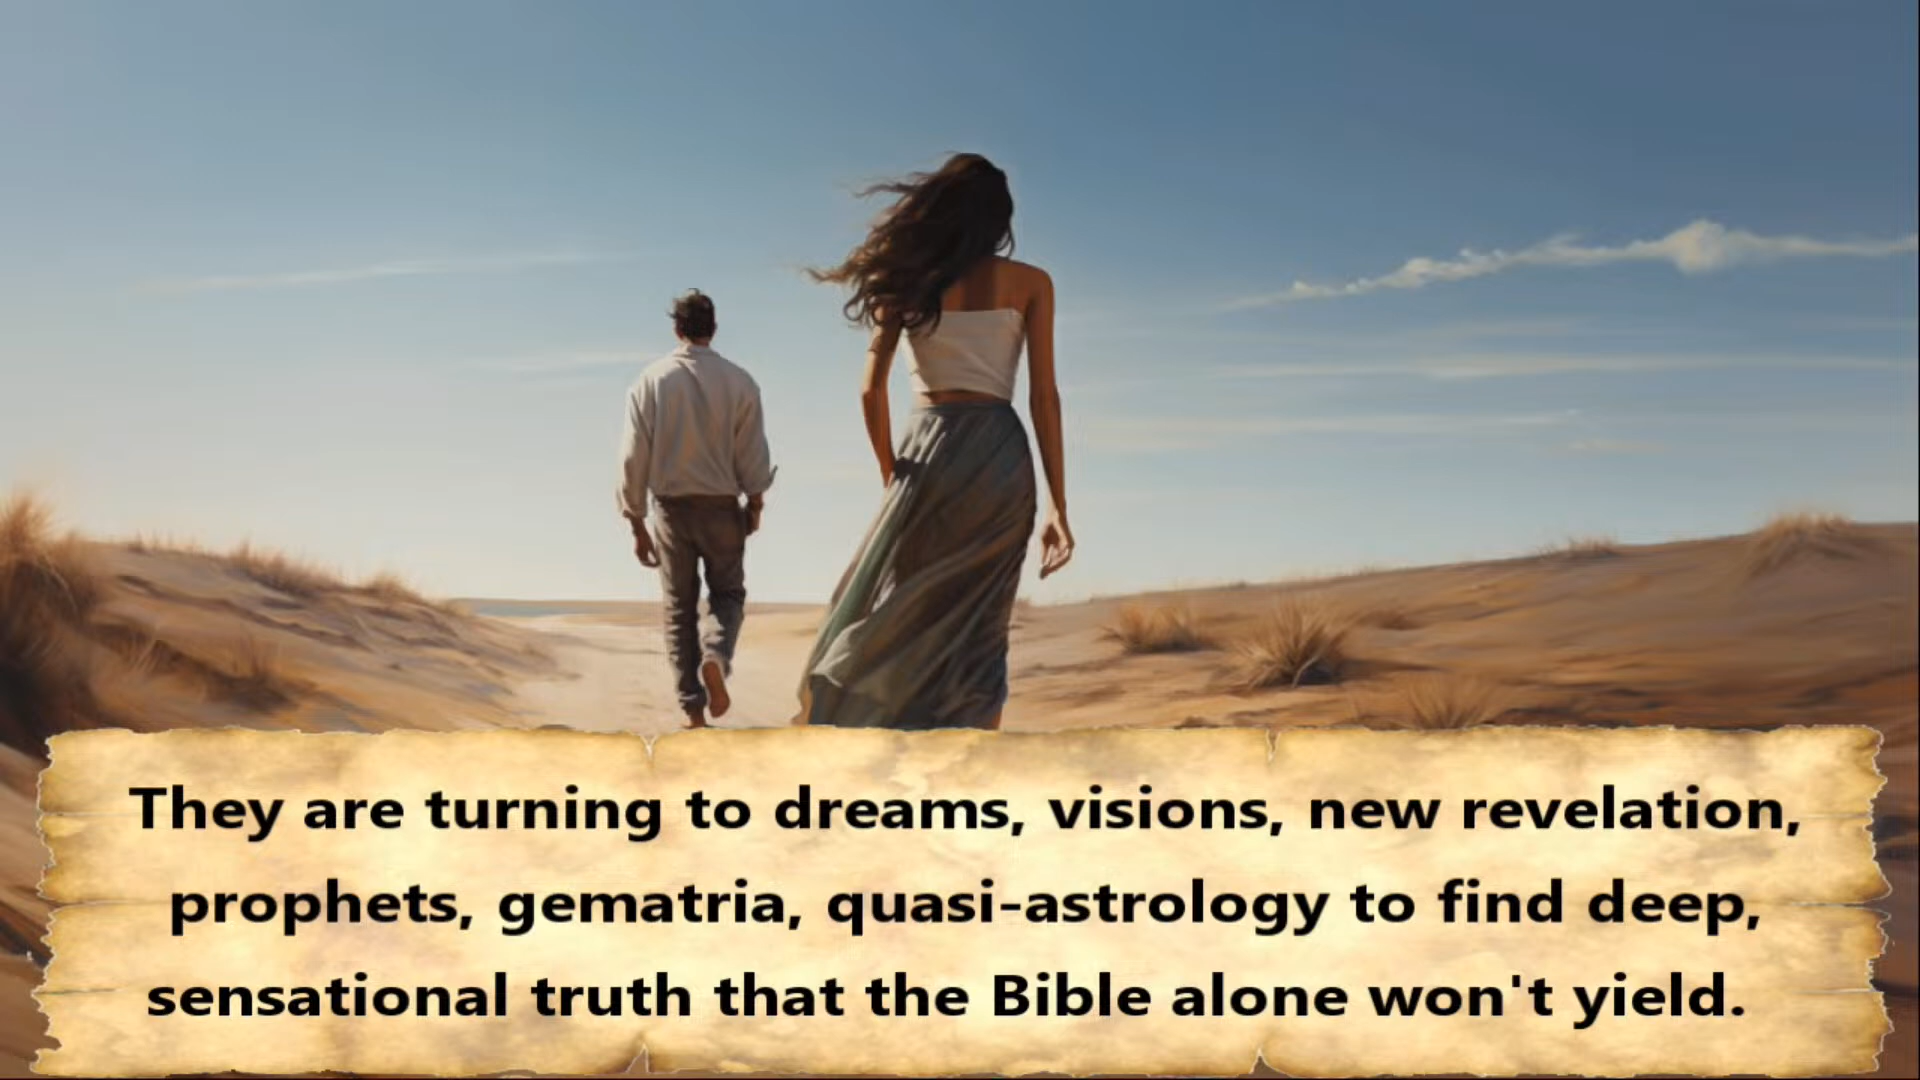 They are turning to dreams, visions, new revelation,
prophets, gematria, quasi-astrology to find deep,
sensational truth that the Bible alone won't yield.